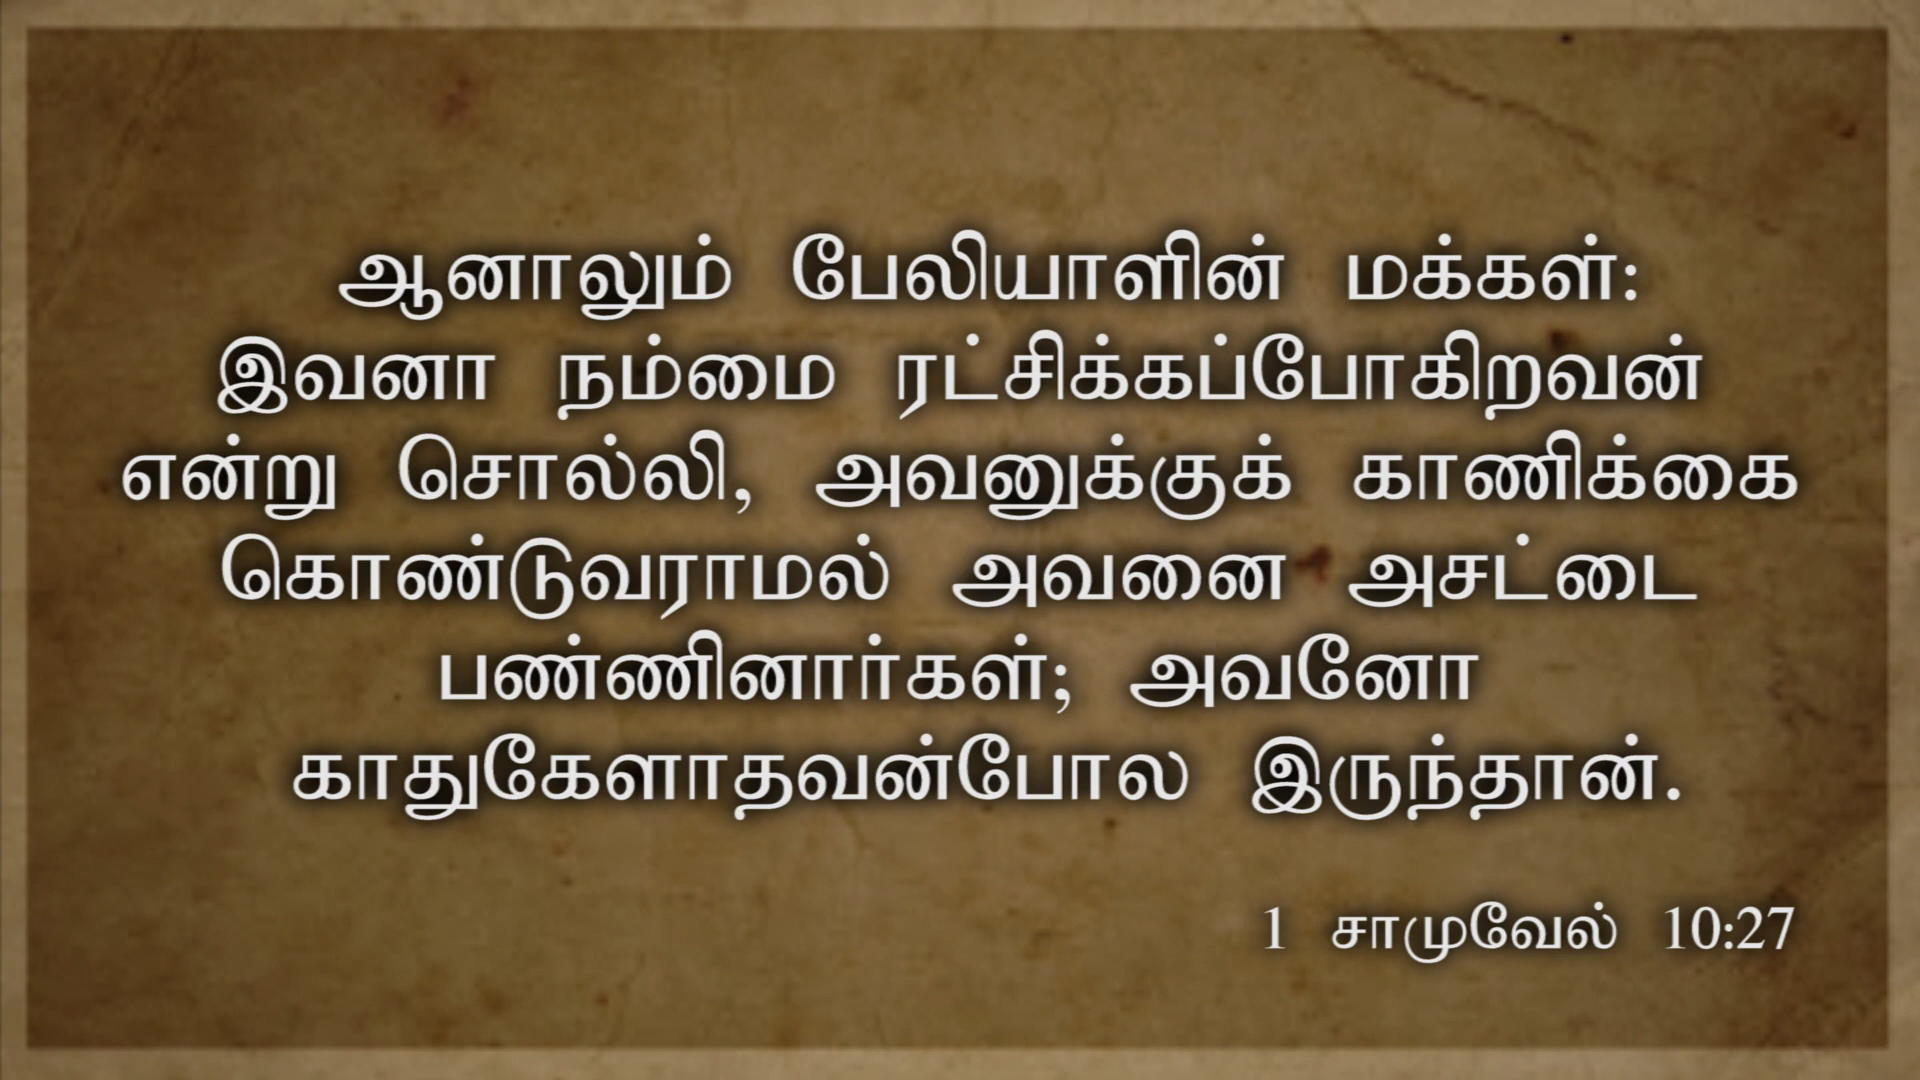 ஆனாலும் பேலியாளின் மக்கள்:
இவனா நம்மை ரட்சிக்கப்போகிறவன்
என்று சொல்லி, அவனுக்குக் காணிக்கை
கொண்டுவராமல் அவனை அசட்டை
பண்ணினார்கள்; அவனோ
காதுகேளாதவன்போல இருந்தான்.
1 சாமுவேல் 10:27